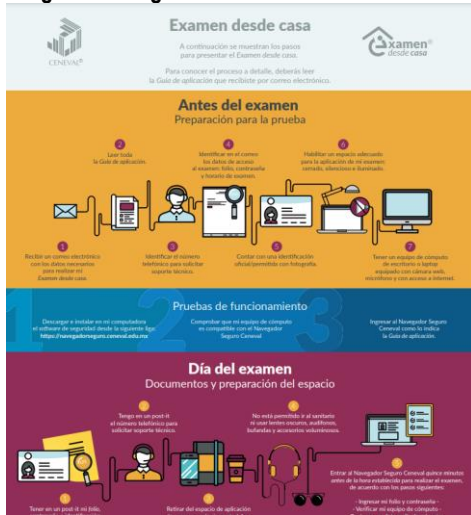 CENEVAL®
Examen desde casa
A continuación se muestran los pasos
para presentar el Examen desde casa.
Para conocer el proceso a detalle, deberás leer
la Guía de aplicación que recibiste por correo electrónico.
Examen®
desde casa
Antes del examen
Preparación para la prueba
2
Leer toda
la Guía de aplicación.
4
Identificar en el correo
los datos de acceso
al examen: folio, contraseña
y horario de examen.
6
Habilitar un espacio adecuado
para la aplicación de mi examen:
cerrado, silencioso e iluminado.
1
Recibir un correo electrónico
con los datos necesarios
para realizar mi
Examen desde casa.
3
Identificar el número
telefónico para solicitar
soporte técnico.
5
Contar con una identificación
oficial/permitido con fotografía.
7
Tener un equipo de cómputo
de escritorio o laptop
equipado con cámara web,
micrófono y con acceso a internet.
Pruebas de funcionamiento
1
Descargar e instalar en mi computadora
el software de seguridad desde la siguiente liga:
https://navegadorseguro.ceneval.edu.mx
2
Comprobar que mi equipo de cómputo
es compatible con el Navegador
Seguro Ceneval
3
Ingresar al Navegador Seguro
Ceneval como lo indica
la Guía de aplicación.
Día del examen
Documentos y preparación del espacio
Tengo en un post-it
el número telefónico para
solicitar soporte técnico.
No está permitido ir al sanitario
ni usar lentes oscuros, audífonos,
bufandas y accesorios voluminosos.
Tener en un post-it mi folio,
Retirar del espacio de aplicación
Entrar al Navegador Seguro Ceneval quince minutos
antes de la hora establecida para realizar el examen,
de acuerdo con los pasos siguientes:
- Ingresar mi folio y contraseña -
- Verificar mi equipo de cómputo -